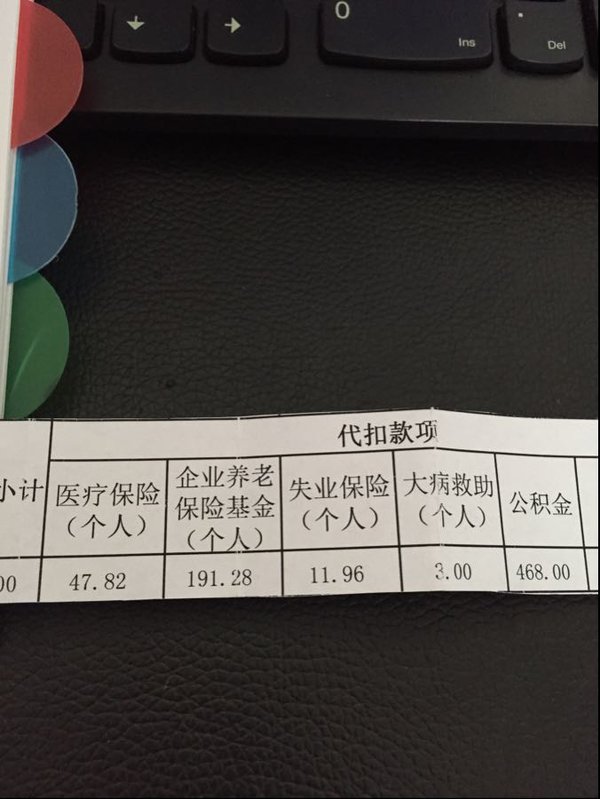 0
Ins
.
Del
代扣款项
小计
医疗保险
（个人）
企业养老
保险基金
（个人）
失业保险
（个人）
大病救助
（个人）
公积金
00
47.82
191.28
11.96
3.00
468.00